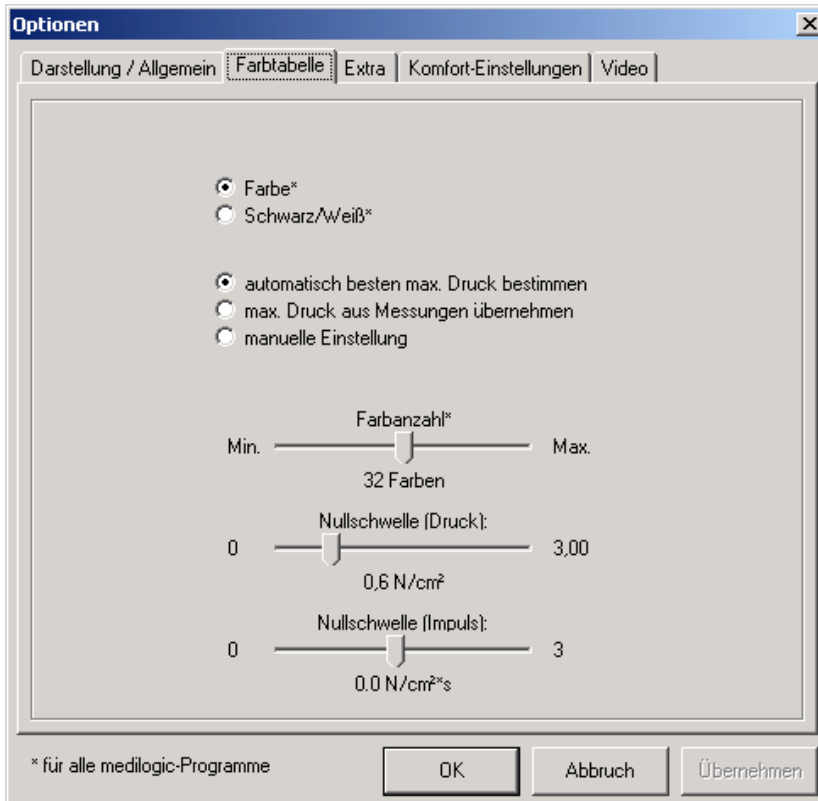 Optionen
Darstellung / Allgemein Farbtabelle Extra Komfort-Einstellungen Video
Farbe*
Schwarz/Weiß*
automatisch besten max. Druck bestimmen
max. Druck aus Messungen übernehmen
manuelle Einstellung
Farbanzahl*
Min. Max.
32 Farben
Nullschwelle (Druck):
0 3,00
0,6 N/cm²
Nullschwelle (Impuls):
0 3
0.0 N/cm²*s
* für alle medilogic-Programme OK Abbruch Übernehmen